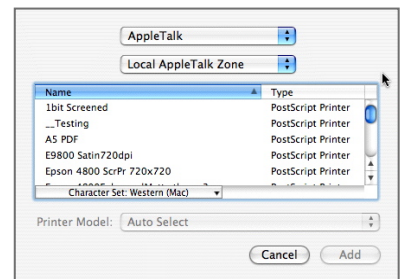 AppleTalk
Local AppleTalk Zone
Name Type
1bit Screened PostScript Printer
__Testing PostScript Printer
A5 PDF PostScript Printer
E9800 Satin720dpi PostScript Printer
Epson 4800 ScrPr 720x720 PostScript Printer
Character Set: Western (Mac)
Printer Model: Auto Select
Cancel Add